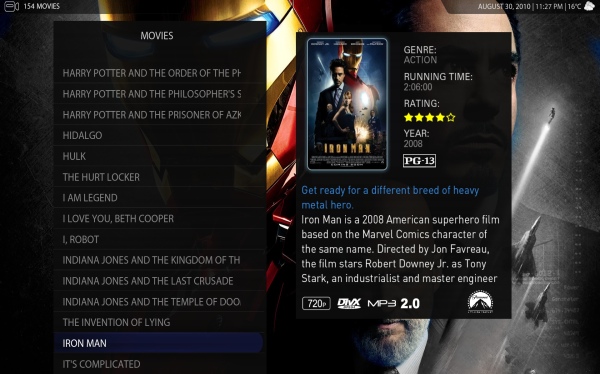 154 MOVIES
AUGUST 30, 2010 | 11:27 PM | 16°C
MOVIES
HARRY POTTER AND THE ORDER OF THE PH
HARRY POTTER AND THE PHILOSOPHER'S S
HARRY POTTER AND THE PRISONER OF AZK
HIDALGO
HULK
THE HURT LOCKER
I AM LEGEND
I LOVE YOU, BETH COOPER
I, ROBOT
INDIANA JONES AND THE KINGDOM OF TH
INDIANA JONES AND THE LAST CRUSADE
INDIANA JONES AND THE TEMPLE OF DOO
THE INVENTION OF LYING
IRON MAN
IT'S COMPLICATED
IRON MAN
GENRE:
ACTION
RUNNING TIME:
2:06:00
RATING:
YEAR:
2008
PG-13
Get ready for a different breed of heavy
metal hero.
Iron Man is a 2008 American superhero film
based on the Marvel Comics character of
the same name. Directed by Jon Favreau,
the film stars Robert Downey Jr. as Tony
Stark, an industrialist and master engineer
720P DIVX MP3 2.0 Paramount